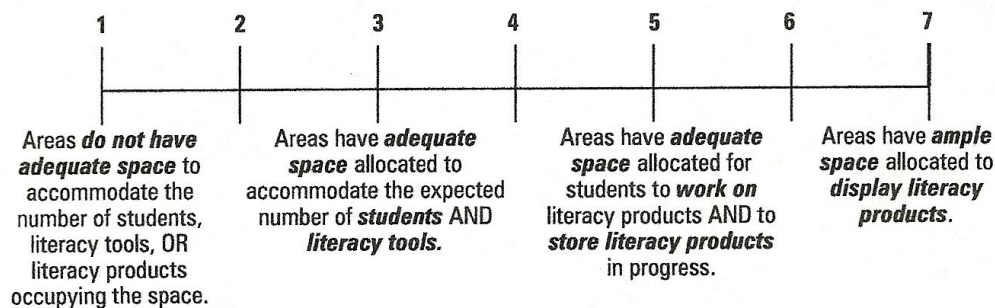 1 2 3 4 5 6 7
Areas do not have
adequate space to
accommodate the
number of students,
literacy tools, OR
literacy products
occupying the space.
Areas have adequate
space allocated to
accommodate the expected
number of students AND
literacy tools.
Areas have adequate
space allocated for
students to work on
literacy products AND to
store literacy products
in progress.
Areas have ample
space allocated to
display literacy
products.